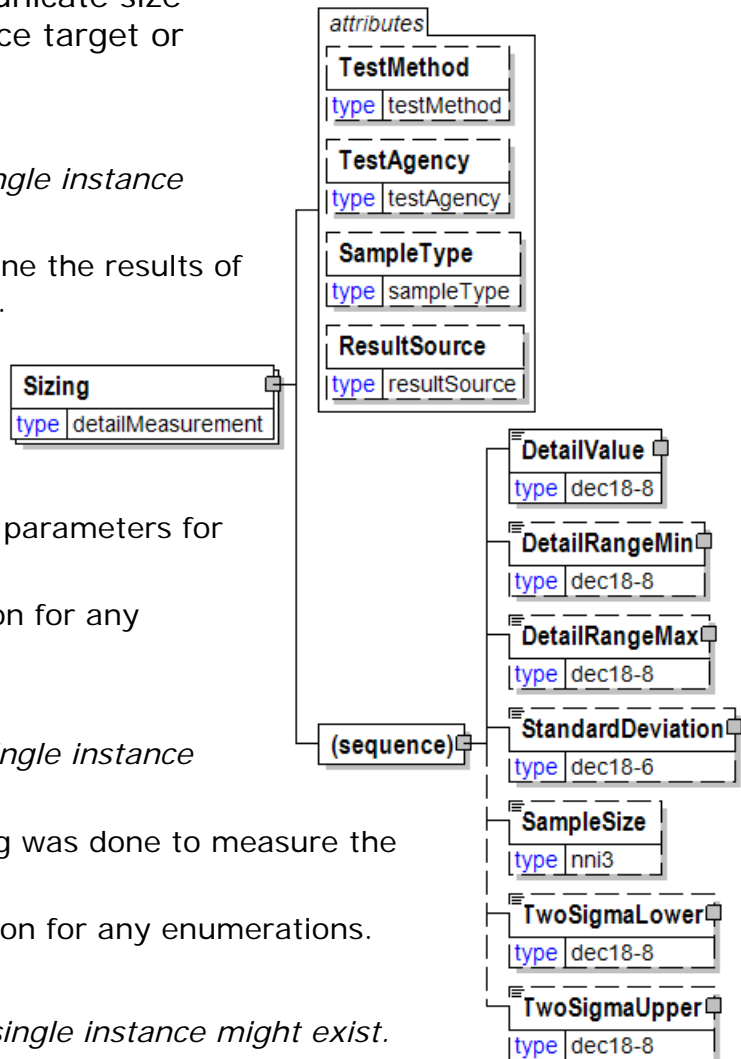 unicate size
ce target or
ngle instance
ne the results of
.
parameters for
on for any
ingle instance
g was done to measure the
on for any enumerations.
single instance might exist.
Sizing
type detailMeasurement
attributes
TestMethod
type testMethod
TestAgency
type testAgency
SampleType
type sampleType
ResultSource
type resultSource
(sequence)
DetailValue
type dec18-8
DetailRangeMin
type dec18-8
DetailRangeMax
type dec18-8
StandardDeviation
type dec18-6
SampleSize
type nni3
TwoSigmaLower
type dec18-8
TwoSigmaUpper
type dec18-8